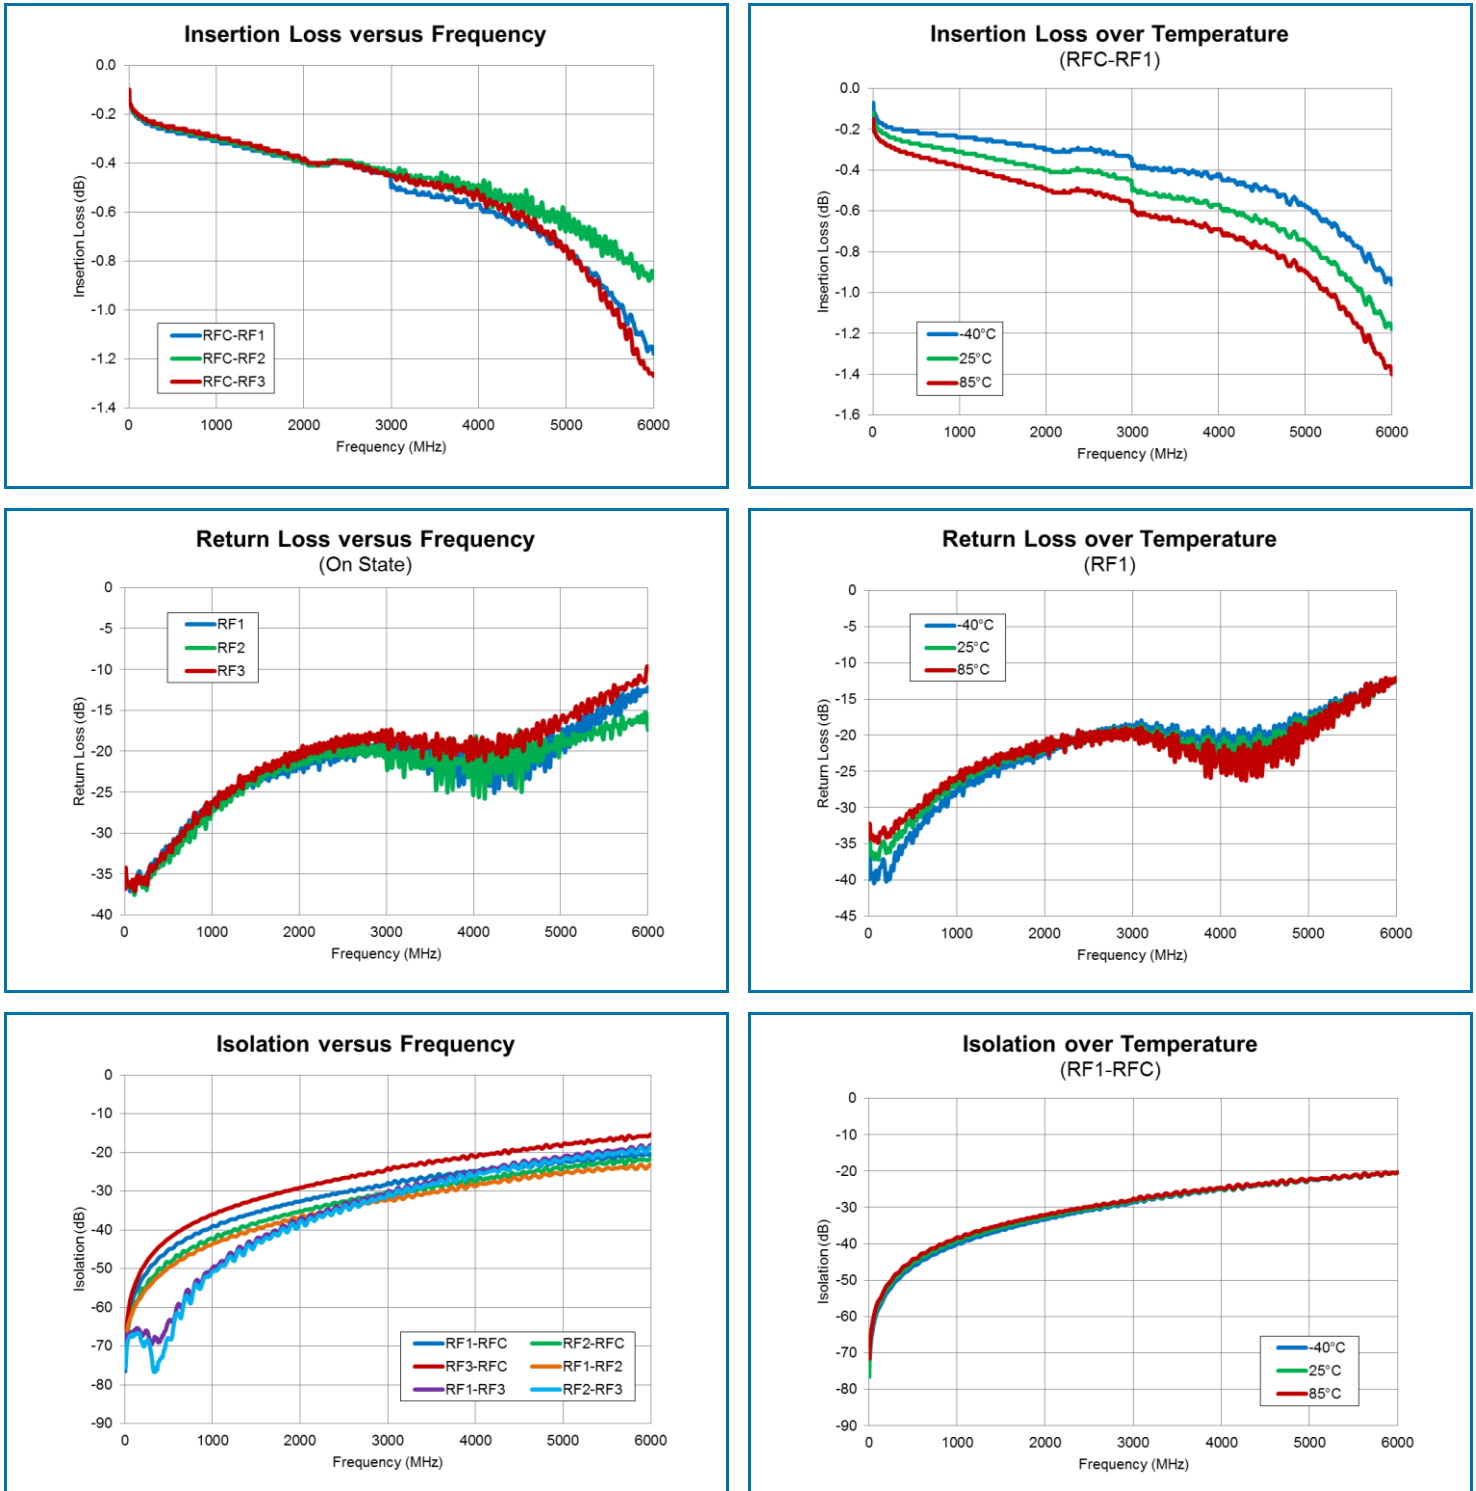 Insertion Loss versus Frequency
0.0
-0.2
-0.4
-0.6
-0.8
-1.0
-1.2
-1.4
Insertion Loss (dB)
RFC-RF1
RFC-RF2
RFC-RF3
0 1000 2000 3000 4000 5000 6000
Frequency (MHz)
Insertion Loss over Temperature
(RFC-RF1)
0.0
-0.2
-0.4
-0.6
-0.8
-1.0
-1.2
-1.4
-1.6
Insertion Loss (dB)
-40°C
25°C
85°C
0 1000 2000 3000 4000 5000 6000
Frequency (MHz)
Return Loss versus Frequency
(On State)
0
-5
-10
-15
-20
-25
-30
-35
-40
Return Loss (dB)
RF1
RF2
RF3
0 1000 2000 3000 4000 5000 6000
Frequency (MHz)
Return Loss over Temperature
(RF1)
0
-5
-10
-15
-20
-25
-30
-35
-40
-45
Return Loss (dB)
-40°C
25°C
85°C
0 1000 2000 3000 4000 5000 6000
Frequency (MHz)
Isolation versus Frequency
0
-10
-20
-30
-40
-50
-60
-70
-80
-90
Isolation (dB)
RF1-RFC RF2-RFC
RF3-RFC RF1-RF2
RF1-RF3 RF2-RF3
0 1000 2000 3000 4000 5000 6000
Frequency (MHz)
Isolation over Temperature
(RF1-RFC)
0
-10
-20
-30
-40
-50
-60
-70
-80
-90
Isolation (dB)
-40°C
25°C
85°C
0 1000 2000 3000 4000 5000 6000
Frequency (MHz)